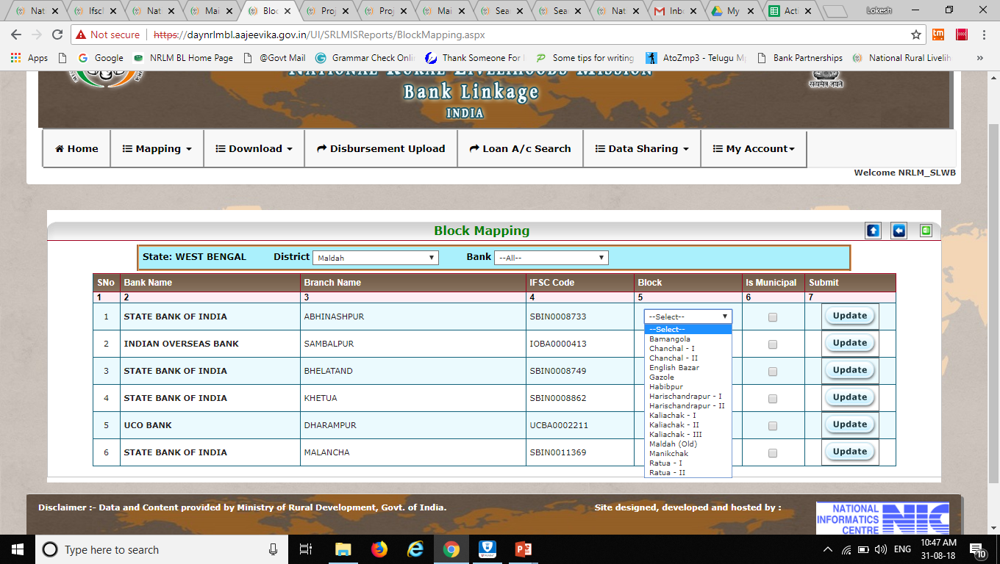 Nat Ifscl Nat Mai Bloc Proj Proj Mai Sea Sea Nat Inb My Acti Lokesh
Not secure https://daynrlmbl.aajeevika.gov.in/UI/SRLMISReports/BlockMapping.aspx
Apps Google NRLM BL Home Page @Govt Mail Grammar Check Onli Thank Someone For Some tips for writing AtoZmp3 - Telugu Bank Partnerships National Rural Livelih »
National Rural Livelihoods Mission
Bank Linkage
INDIA
सत्यमेव जयते
Home Mapping Download Disbursement Upload Loan A/c Search Data Sharing My Account
Welcome NRLM_SLWB
Block Mapping
State: WEST BENGAL District Maldah Bank --All--
SNo Bank Name Branch Name IFSC Code Block Is Municipal Submit
1 2 3 4 5 6 7
1 STATE BANK OF INDIA ABHINASHPUR SBIN0008733 --Select-- Update
2 INDIAN OVERSEAS BANK SAMBALPUR IOBA0000413 Update
3 STATE BANK OF INDIA BHELATAND SBIN0008749 Update
4 STATE BANK OF INDIA KHETUA SBIN0008862 Update
5 UCO BANK DHARAMPUR UCBA0002211 Update
6 STATE BANK OF INDIA MALANCHA SBIN0011369 Update
--Select--
Bamangola
Chanchal - I
Chanchal - II
English Bazar
Gazole
Habibpur
Harischandrapur - I
Harischandrapur - II
Kaliachak - I
Kaliachak - II
Kaliachak - III
Maldah (Old)
Manikchak
Ratua - I
Ratua - II
Disclaimer :- Data and Content provided by Ministry of Rural Development, Govt. of India. Site designed, developed and hosted by :
NATIONAL
INFORMATICS
CENTRE
NIC
Type here to search
ENG
10:47 AM
31-08-18
10